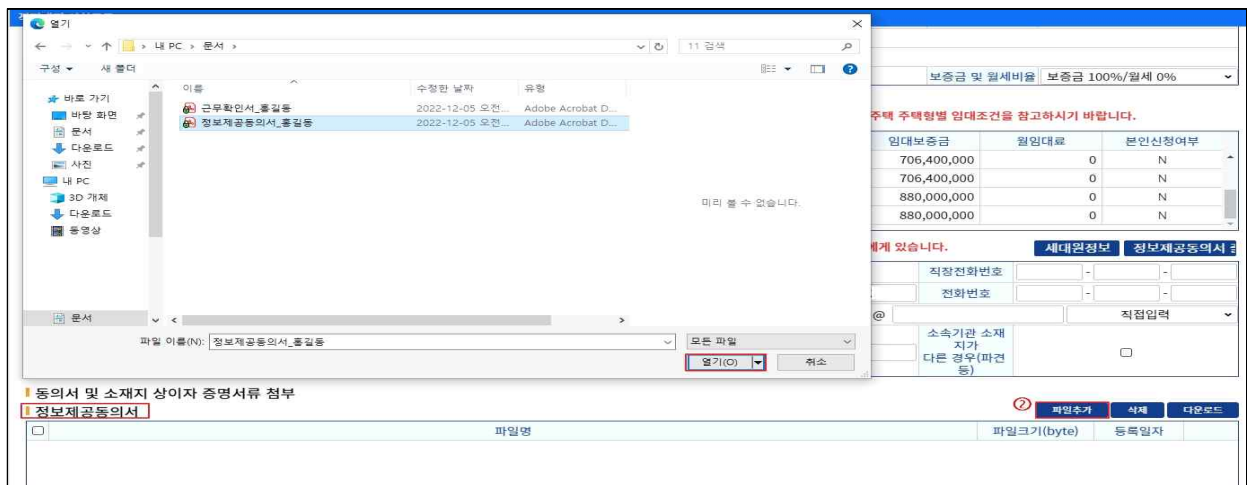 열기
내 PC > 문서 >
11 검색
구성
새 폴더
이름 수정한 날짜 유형
근무확인서_홍길동 2022-12-05 오전... Adobe Acrobat D...
정보제공동의서_홍길동 2022-12-05 오전... Adobe Acrobat D...
바로 가기
바탕 화면
문서
다운로드
사진
내 PC
3D 개체
다운로드
동영상
문서
미리 볼 수 없습니다.
파일 이름(N): 정보제공동의서_홍길동
모든 파일
열기(O) 취소
보증금 및 월세비율 보증금 100%/월세 0%
주택 주택형별 임대조건을 참고하시기 바랍니다.
임대보증금 월임대료 본인신청여부
706,400,000 0 N
706,400,000 0 N
880,000,000 0 N
880,000,000 0 N
에게 있습니다.
세대원정보 정보제공동의서
직장전화번호 - -
전화번호 - -
@ 직접입력
소속기관 소재
지가
다른 경우(파견
등)
동의서 및 소재지 상이자 증명서류 첨부
정보제공동의서
② 파일추가 삭제 다운로드
파일명 파일크기(byte) 등록일자